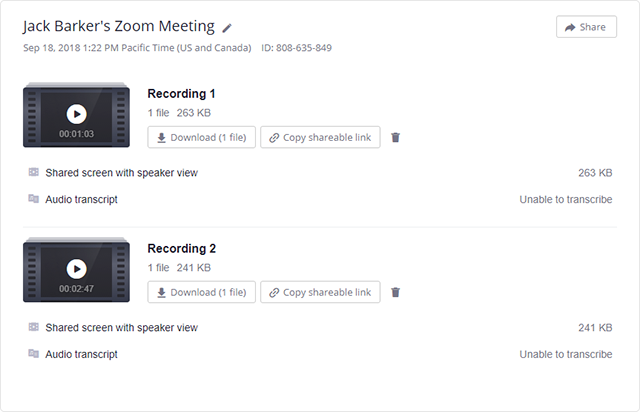 Jack Barker's Zoom Meeting
Share
Sep 18, 2018 1:22 PM Pacific Time (US and Canada) ID: 808-635-849
Recording 1
1 file 263 KB
00:01:03
Download (1 file) Copy shareable link
Shared screen with speaker view 263 KB
Audio transcript Unable to transcribe
Recording 2
1 file 241 KB
00:02:47
Download (1 file) Copy shareable link
Shared screen with speaker view 241 KB
Audio transcript Unable to transcribe